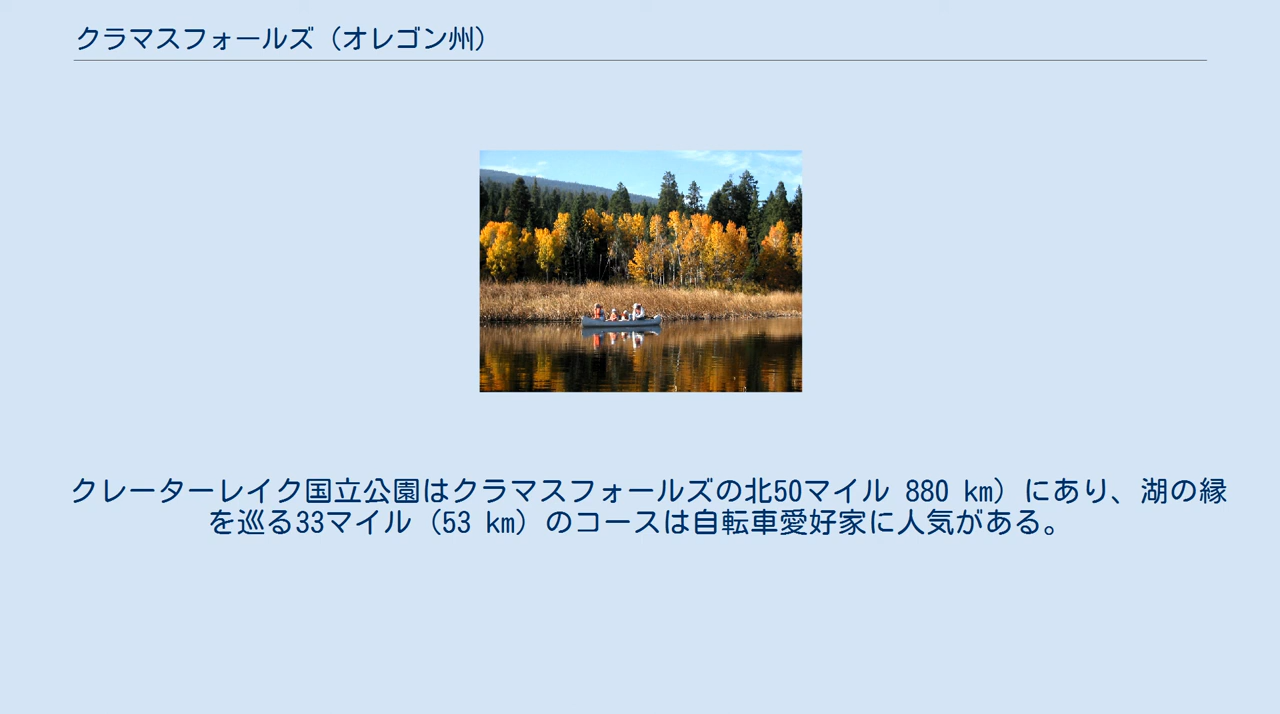 クラマスフォールズ（オレゴン州）
クレーターレイク国立公園はクラマスフォールズの北50マイル 880 km）にあり、湖の縁
を巡る33マイル（53 km）のコースは自転車愛好家に人気がある。